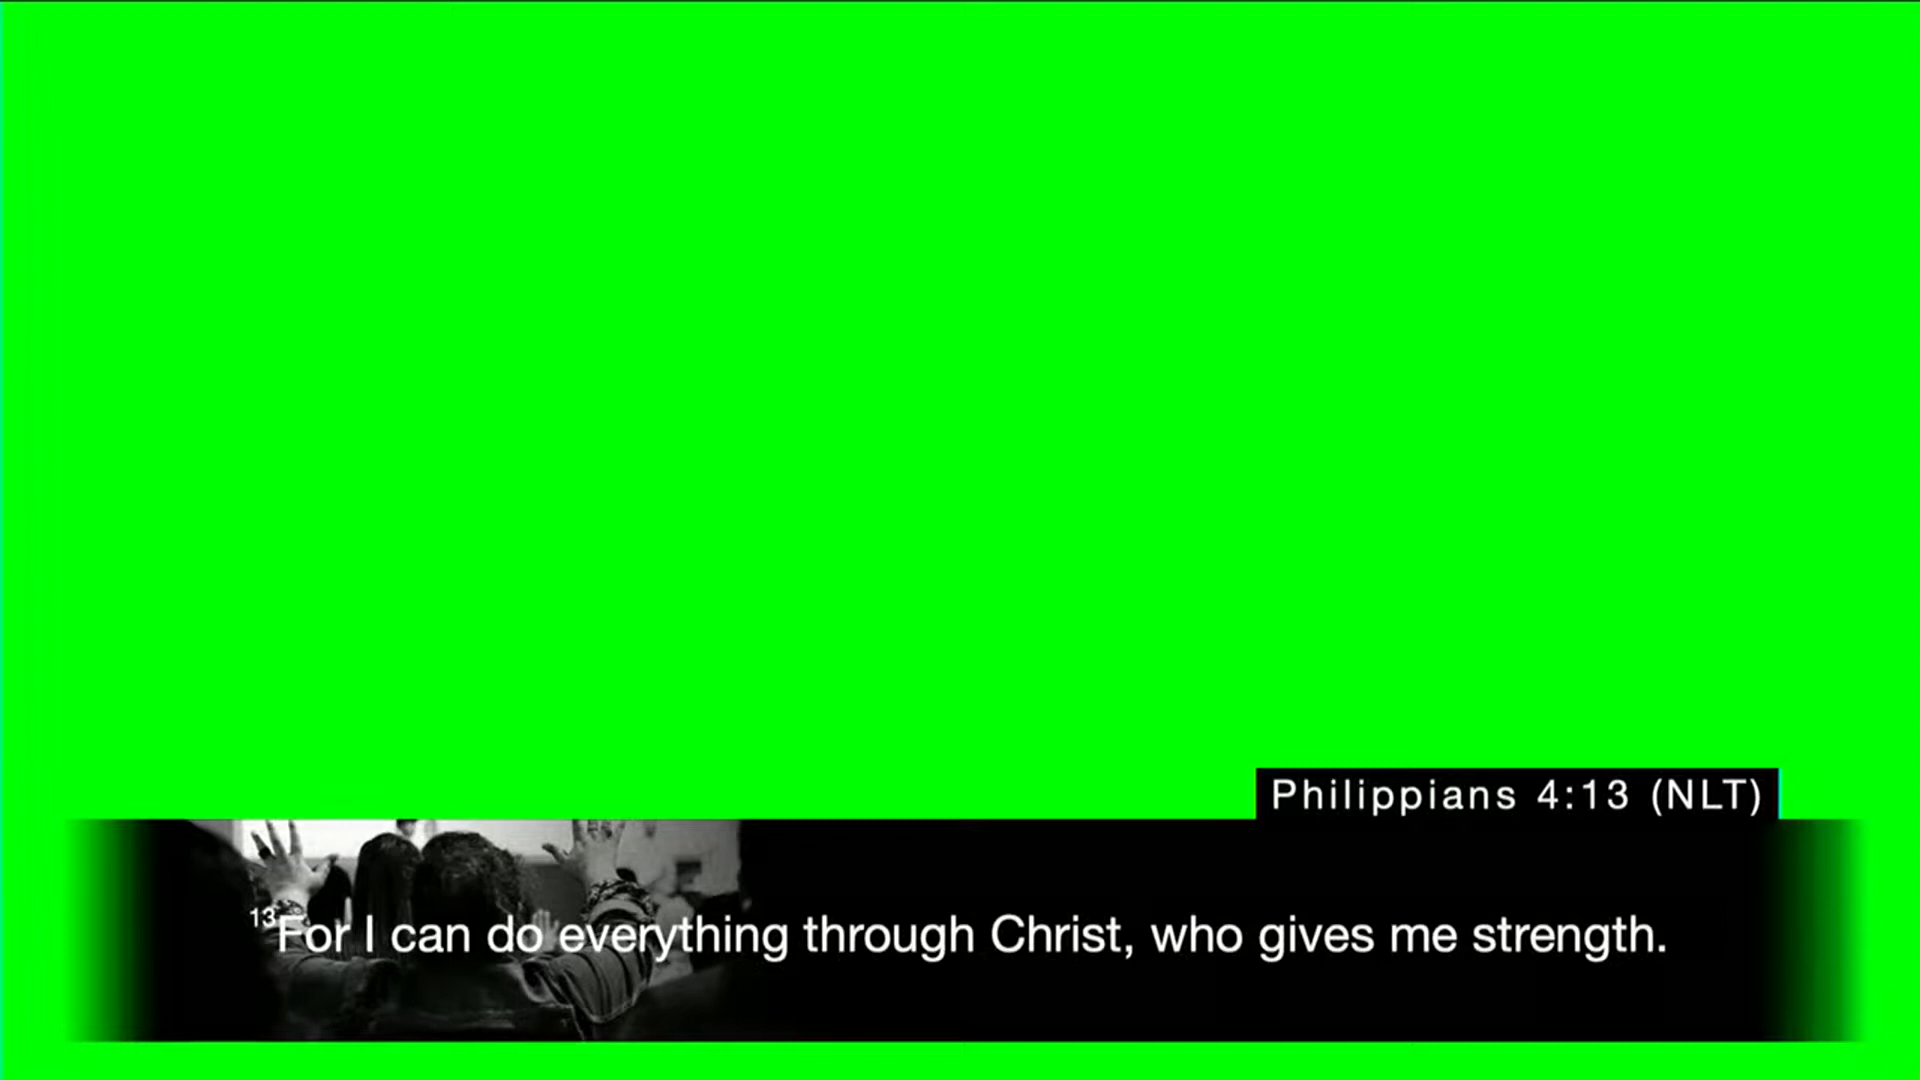 Philippians 4:13 (NLT)
13For I can do everything through Christ, who gives me strength.